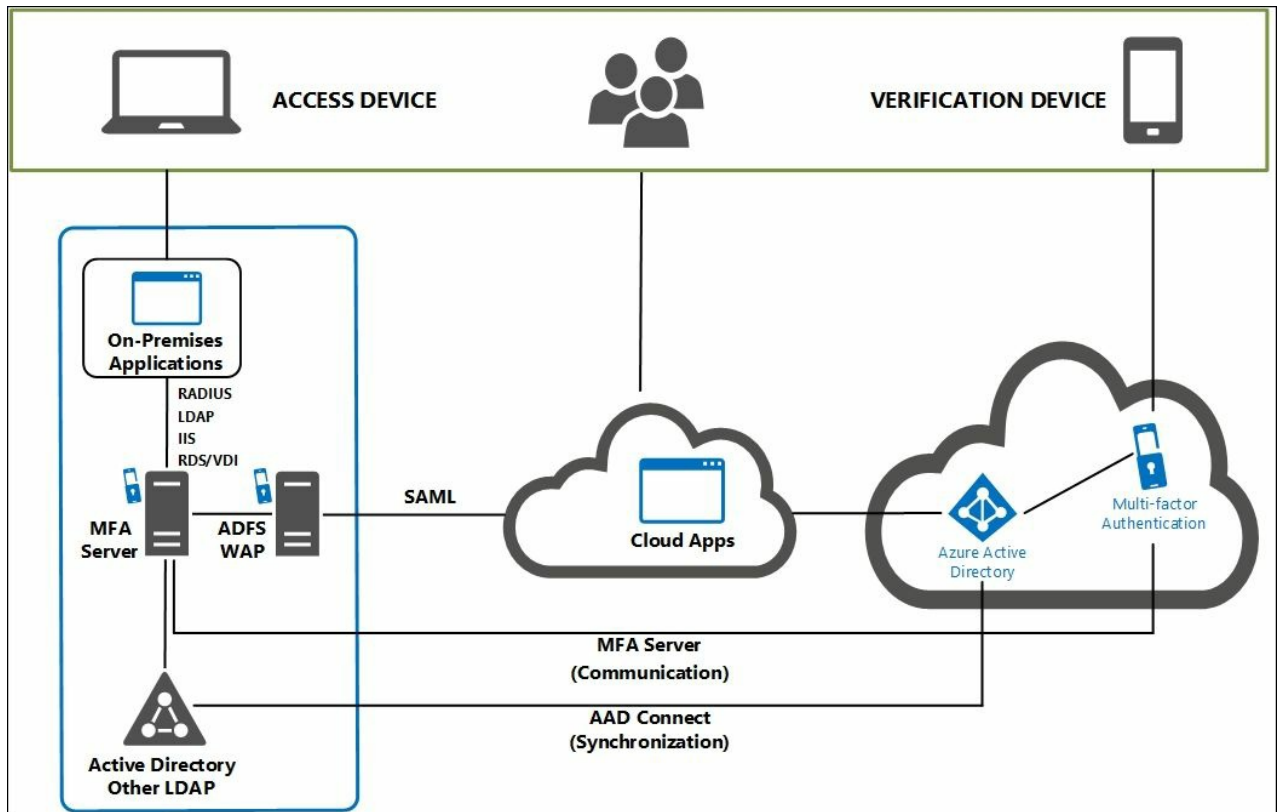 ACCESS DEVICE
VERIFICATION DEVICE
On-Premises
Applications
RADIUS
LDAP
IIS
RDS/VDI
MFA
Server
ADFS
WAP
SAML
Cloud Apps
Azure Active
Directory
Multi-factor
Authentication
MFA Server
(Communication)
AAD Connect
(Synchronization)
Active Directory
Other LDAP